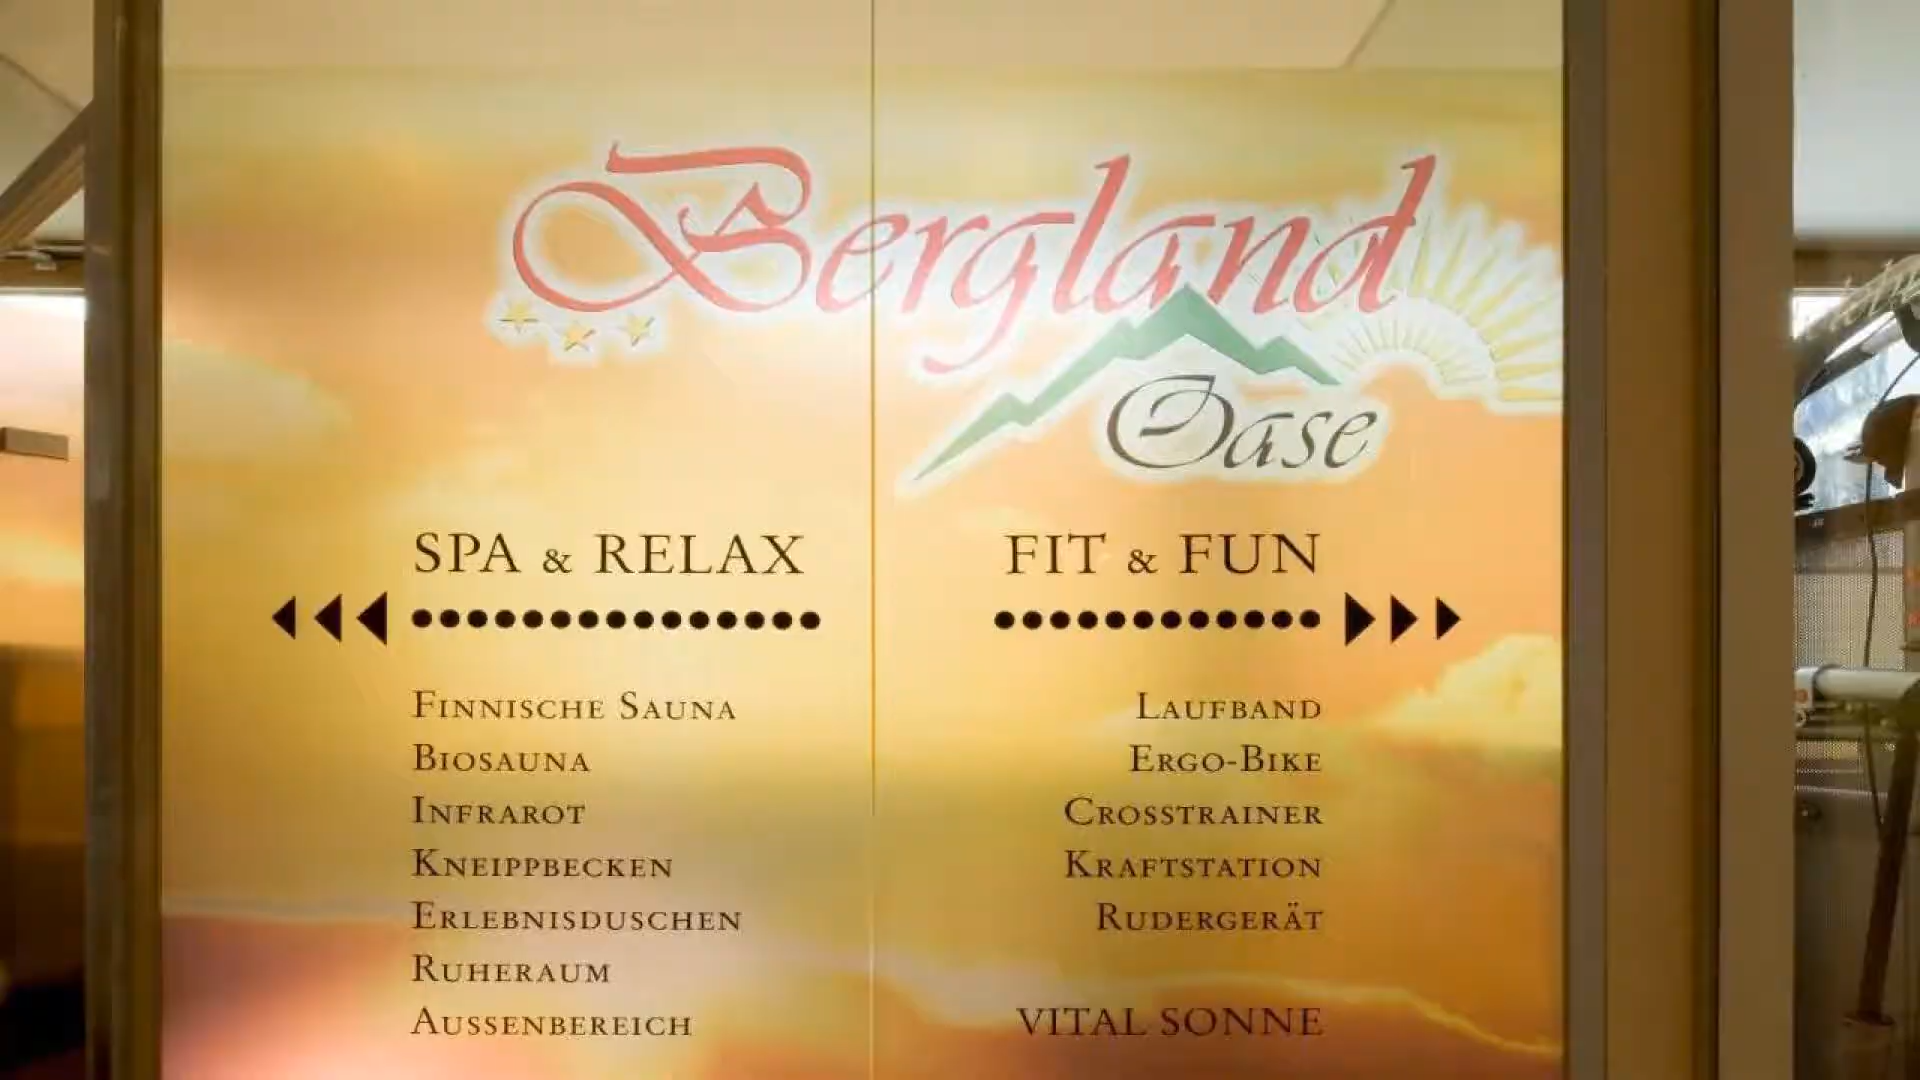 Bergland
Oase
SPA & RELAX
FINNISCHE SAUNA
BIOSAUNA
INFRAROT
KNEIPPBECKEN
ERLEBNISDUSCHEN
RUHERAUM
AUSSENBEREICH
FIT & FUN
LAUFBAND
ERGO-BIKE
CROSSTRAINER
KRAFTSTATION
RUDERGERÄT
VITAL SONNE